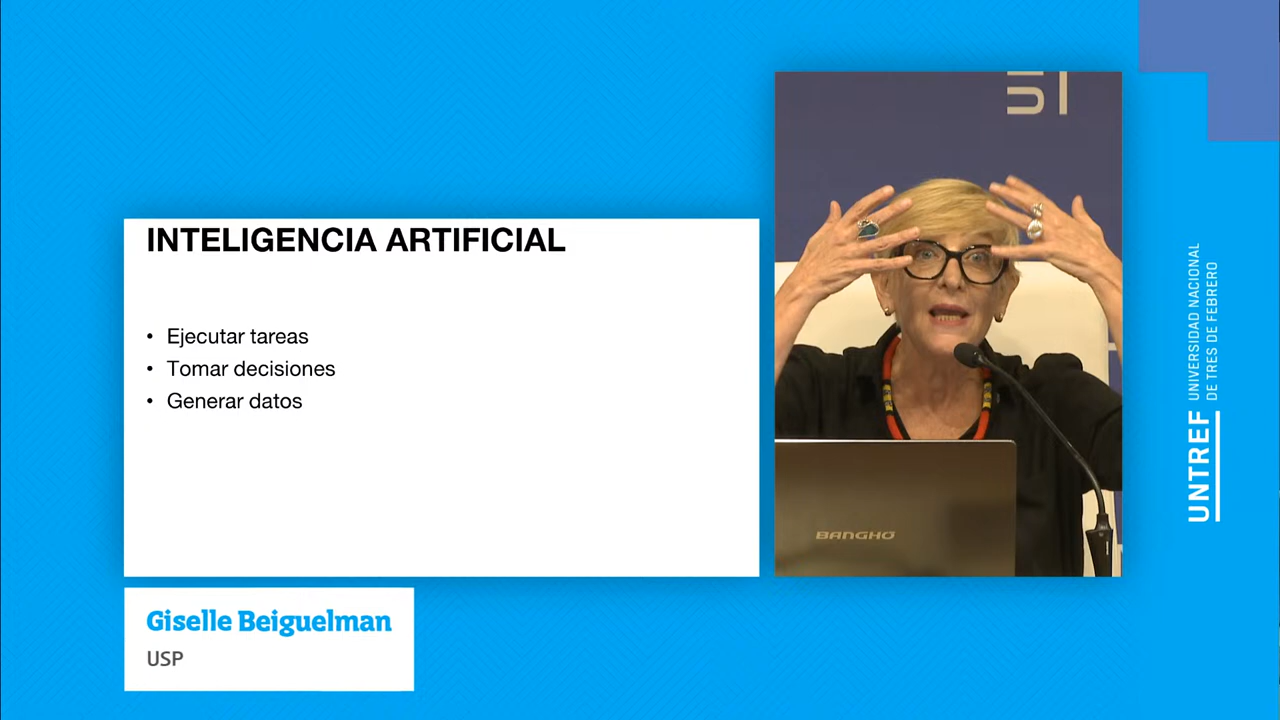 INTELIGENCIA ARTIFICIAL
• Ejecutar tareas
• Tomar decisiones
• Generar datos
Giselle Beiguelman
USP
BANGHO
UNTREF
UNIVERSIDAD NACIONAL
DE TRES DE FEBRERO